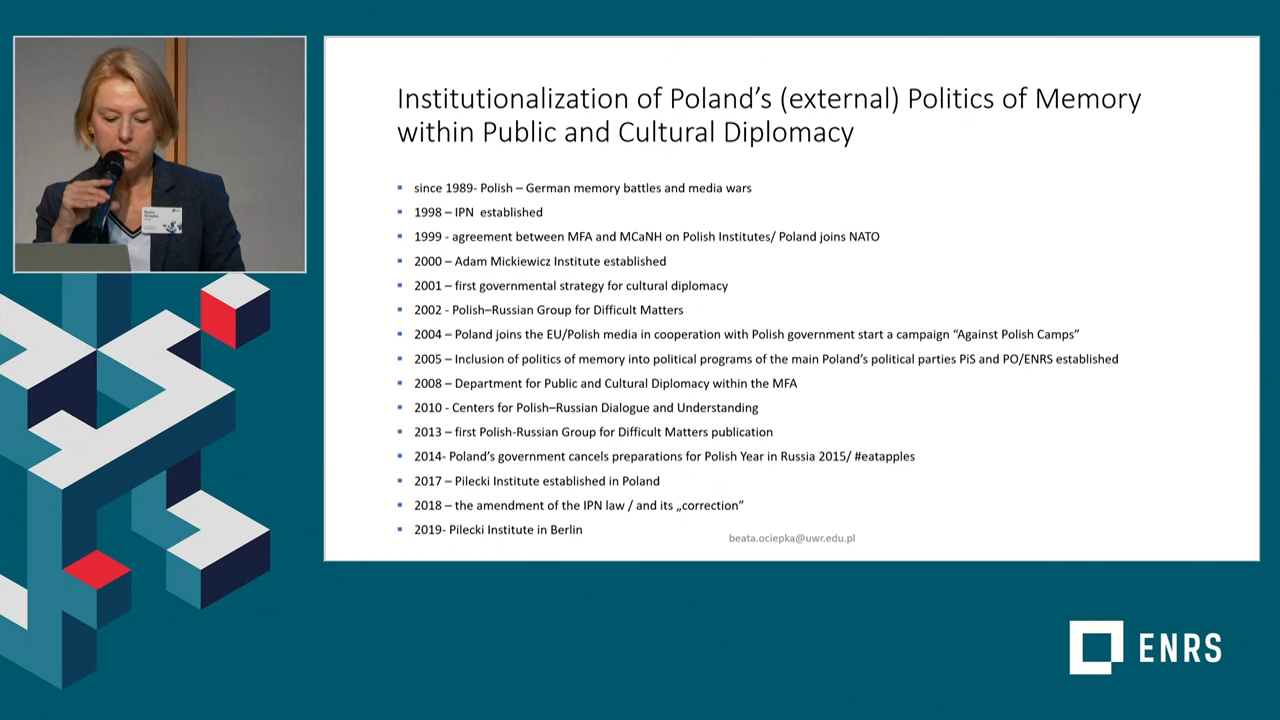 Institutionalization of Poland's (external) Politics of Memory
within Public and Cultural Diplomacy
since 1989- Polish – German memory battles and media wars
1998 – IPN established
1999 - agreement between MFA and MCaNH on Polish Institutes/ Poland joins NATO
2000 – Adam Mickiewicz Institute established
2001 – first governmental strategy for cultural diplomacy
2002 - Polish–Russian Group for Difficult Matters
2004 – Poland joins the EU/Polish media in cooperation with Polish government start a campaign "Against Polish Camps"
2005 – Inclusion of politics of memory into political programs of the main Poland's political parties PiS and PO/ENRS established
2008 – Department for Public and Cultural Diplomacy within the MFA
2010 - Centers for Polish–Russian Dialogue and Understanding
2013 – first Polish-Russian Group for Difficult Matters publication
2014- Poland's government cancels preparations for Polish Year in Russia 2015/ #eatapples
2017 – Pilecki Institute established in Poland
2018 – the amendment of the IPN law / and its „correction"
2019- Pilecki Institute in Berlin
beata.ociepka@uwr.edu.pl
ENRS